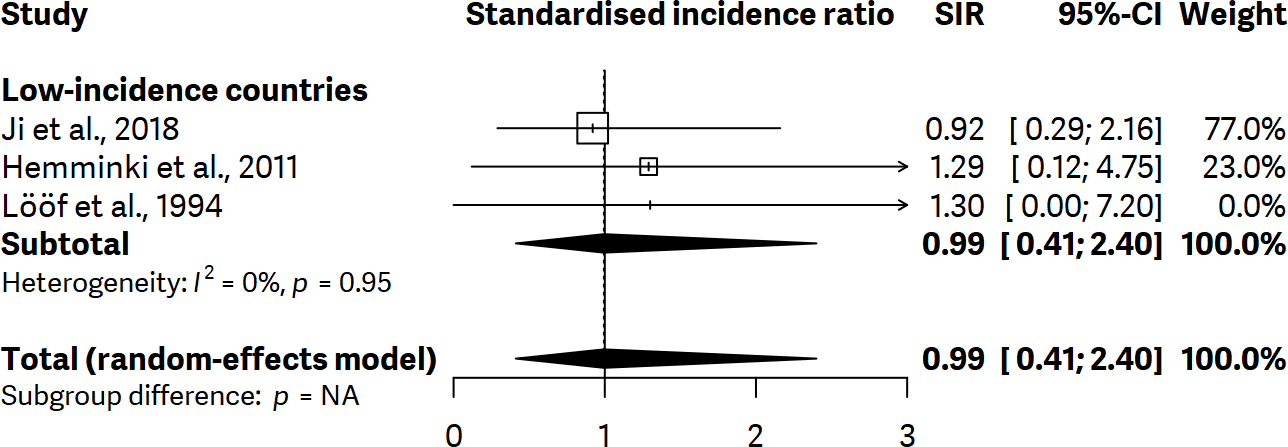 Study Standardised incidence ratio SIR 95%-CI Weight
Low-incidence countries
Ji et al., 2018 0.92 [ 0.29; 2.16] 77.0%
Hemminki et al., 2011 1.29 [ 0.12; 4.75] 23.0%
Lööf et al., 1994 1.30 [ 0.00; 7.20] 0.0%
Subtotal 0.99 [ 0.41; 2.40] 100.0%
Heterogeneity: I² = 0%, p = 0.95
Total (random-effects model) 0.99 [ 0.41; 2.40] 100.0%
Subgroup difference: p = NA
0 1 2 3